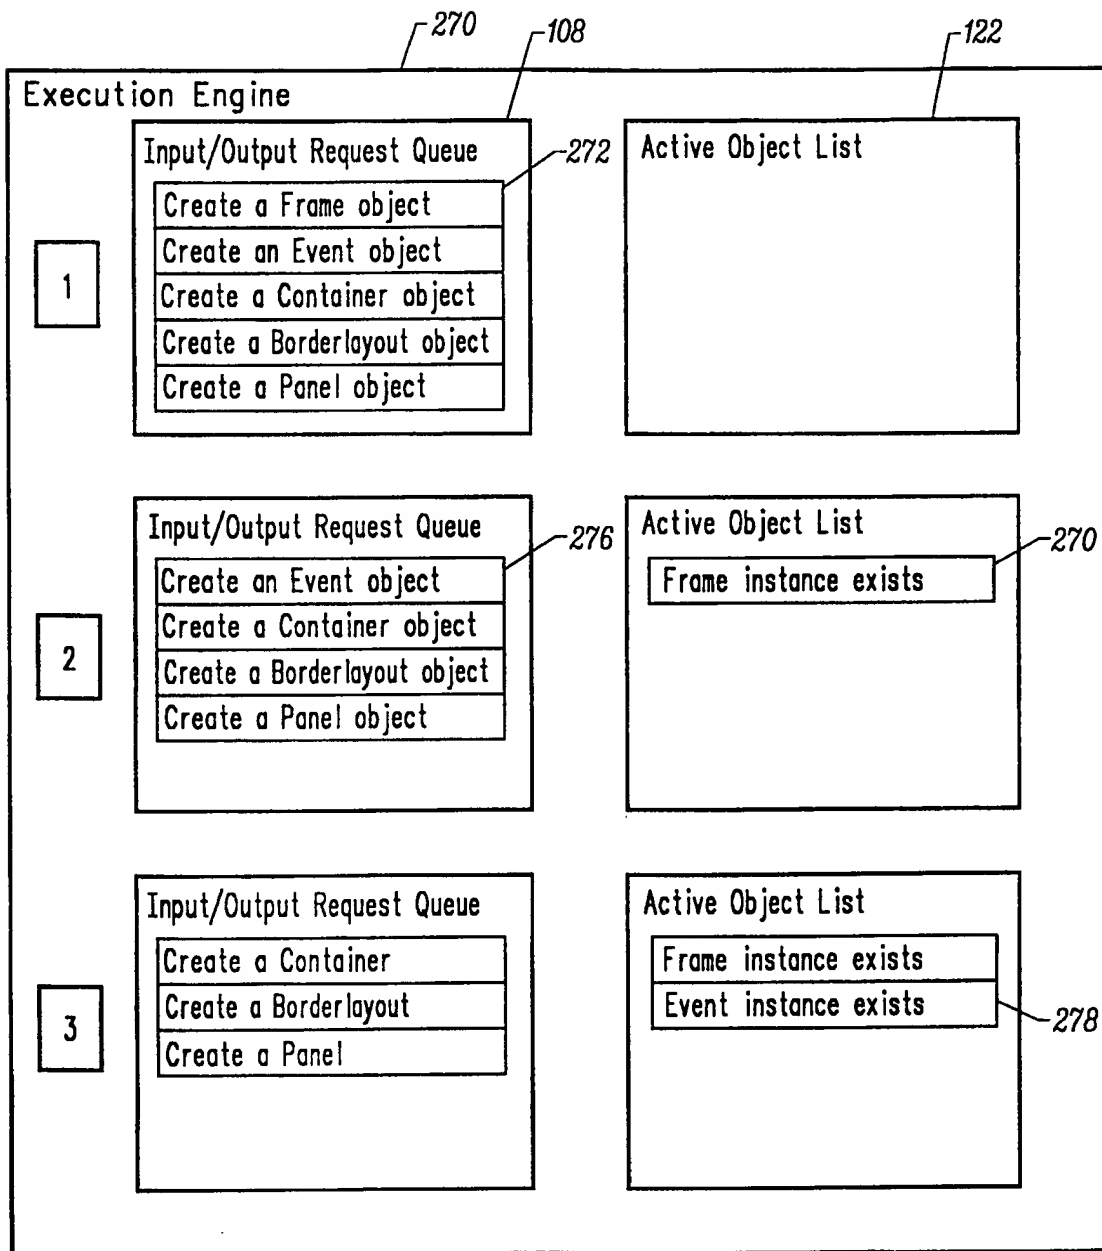 270
108
122
Execution Engine
Input/Output Request Queue
272
Create a Frame object
Create an Event object
Create a Container object
Create a Borderlayout object
Create a Panel object
Active Object List
1
Input/Output Request Queue
276
Create an Event object
Create a Container object
Create a Borderlayout object
Create a Panel object
Active Object List
270
Frame instance exists
2
Input/Output Request Queue
Create a Container
Create a Borderlayout
Create a Panel
Active Object List
Frame instance exists
Event instance exists
278
3